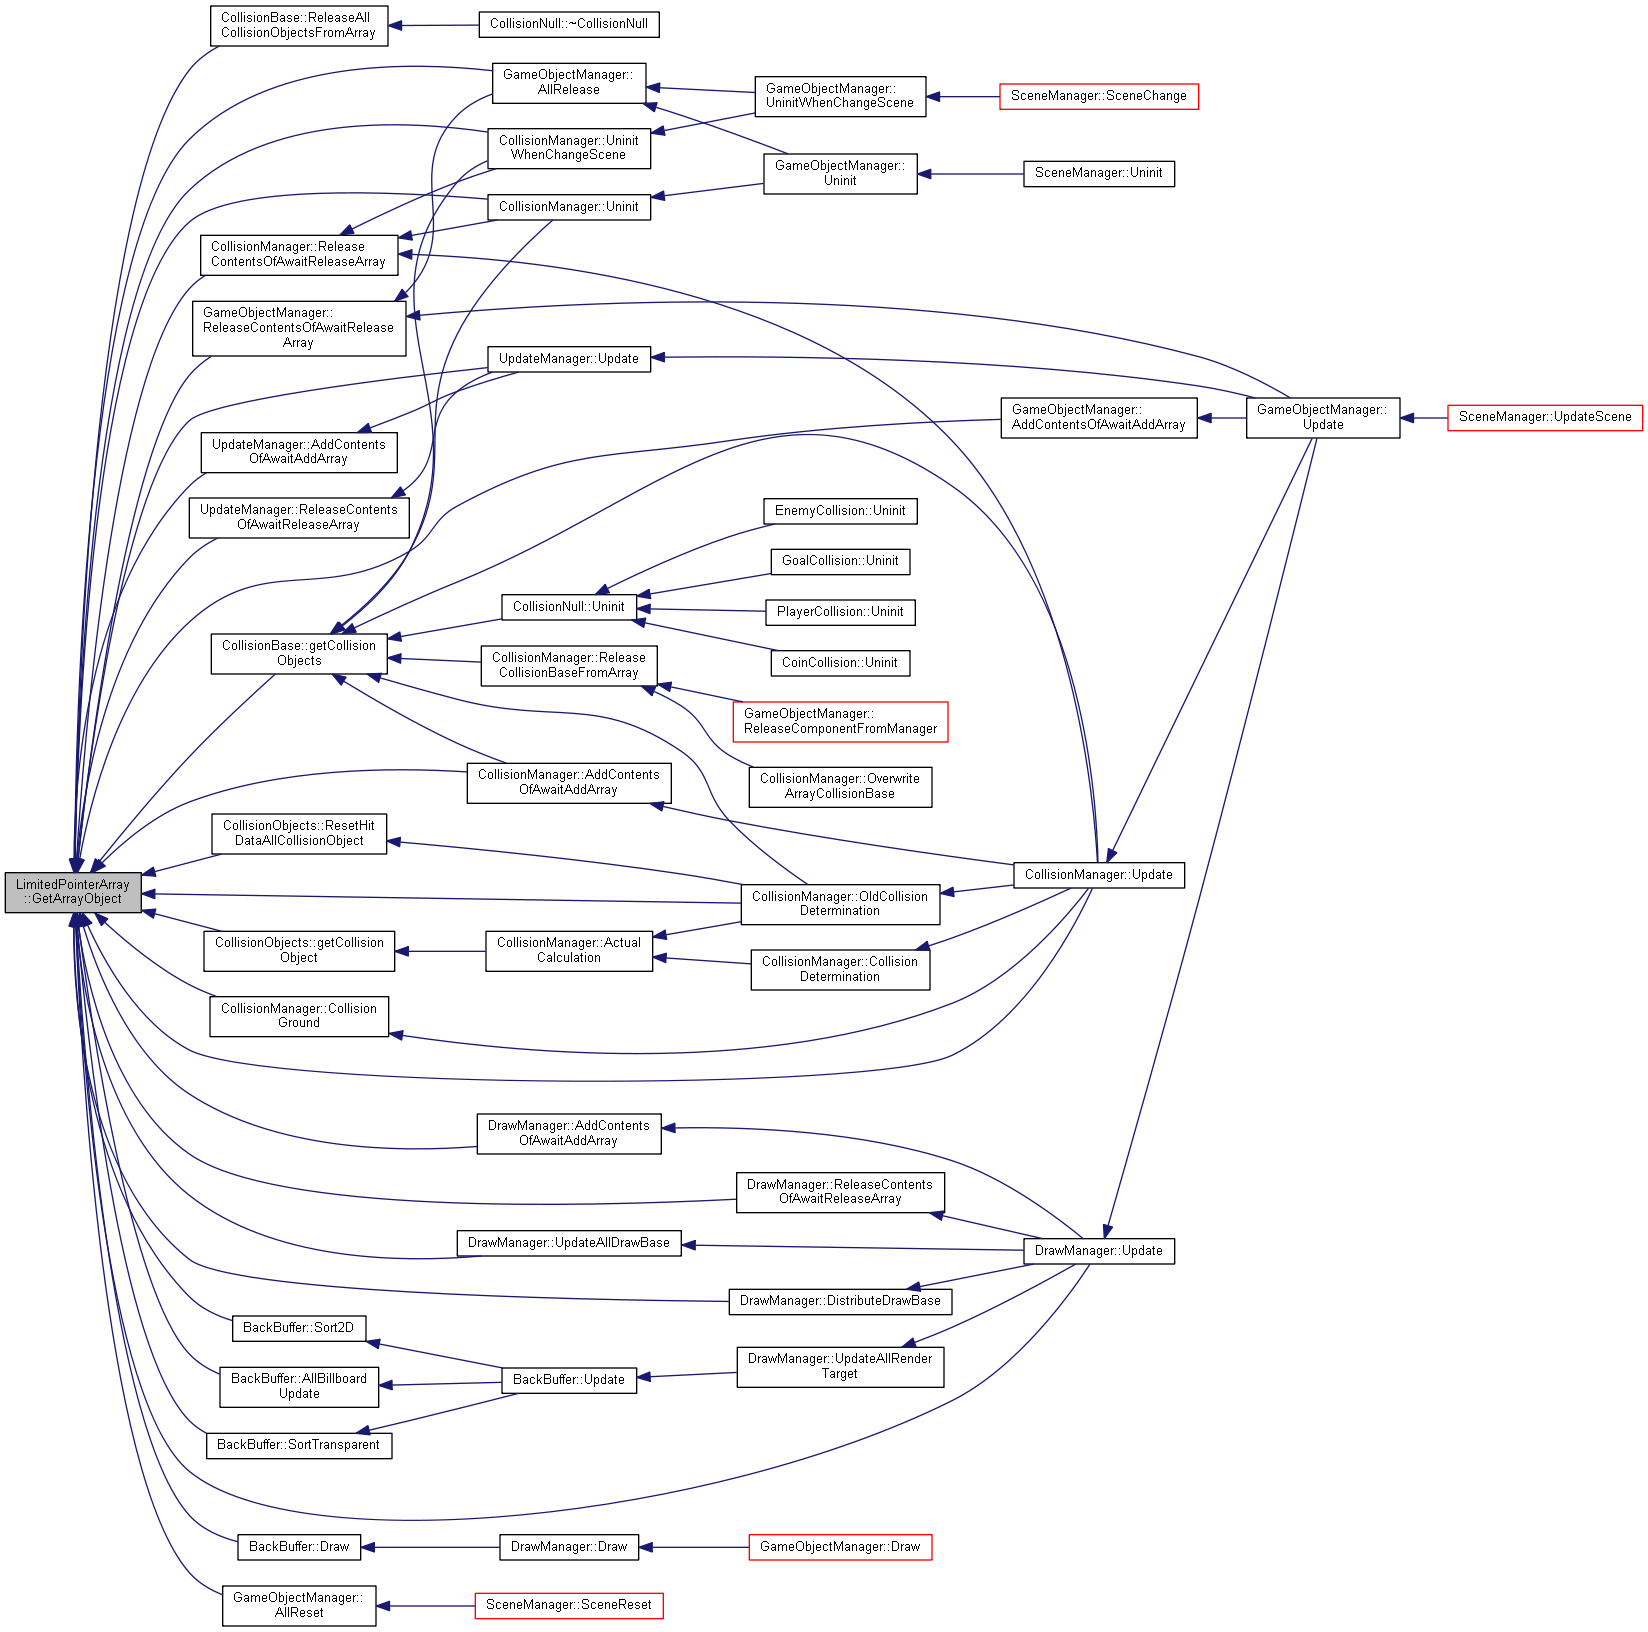 CollisionBase::ReleaseAll
CollisionObjectsFromArray
CollisionNull::~CollisionNull
GameObjectManager::
AllRelease
GameObjectManager::
UninitWhenChangeScene
SceneManager::SceneChange
CollisionManager::Uninit
WhenChangeScene
GameObjectManager::
Uninit
SceneManager::Uninit
CollisionManager::Uninit
CollisionManager::Release
ContentsOfAwaitReleaseArray
GameObjectManager::
ReleaseContentsOfAwaitRelease
Array
UpdateManager::Update
GameObjectManager::
AddContentsOfAwaitAddArray
GameObjectManager::
Update
SceneManager::UpdateScene
UpdateManager::AddContents
OfAwaitAddArray
UpdateManager::ReleaseContents
OfAwaitReleaseArray
EnemyCollision::Uninit
GoalCollision::Uninit
CollisionNull::Uninit
PlayerCollision::Uninit
CollisionBase::getCollision
Objects
CollisionManager::Release
CollisionBaseFromArray
CoinCollision::Uninit
GameObjectManager::
ReleaseComponentFromManager
CollisionManager::AddContents
OfAwaitAddArray
CollisionManager::Overwrite
ArrayCollisionBase
CollisionObjects::ResetHit
DataAllCollisionObject
LimitedPointerArray
::GetArrayObject
CollisionManager::OldCollision
Determination
CollisionManager::Update
CollisionObjects::getCollision
Object
CollisionManager::Actual
Calculation
CollisionManager::Collision
Determination
CollisionManager::Collision
Ground
DrawManager::AddContents
OfAwaitAddArray
DrawManager::ReleaseContents
OfAwaitReleaseArray
DrawManager::UpdateAllDrawBase
DrawManager::Update
DrawManager::DistributeDrawBase
BackBuffer::Sort2D
BackBuffer::AllBillboard
Update
BackBuffer::Update
DrawManager::UpdateAllRender
Target
BackBuffer::SortTransparent
BackBuffer::Draw
DrawManager::Draw
GameObjectManager::Draw
GameObjectManager::
AllReset
SceneManager::SceneReset